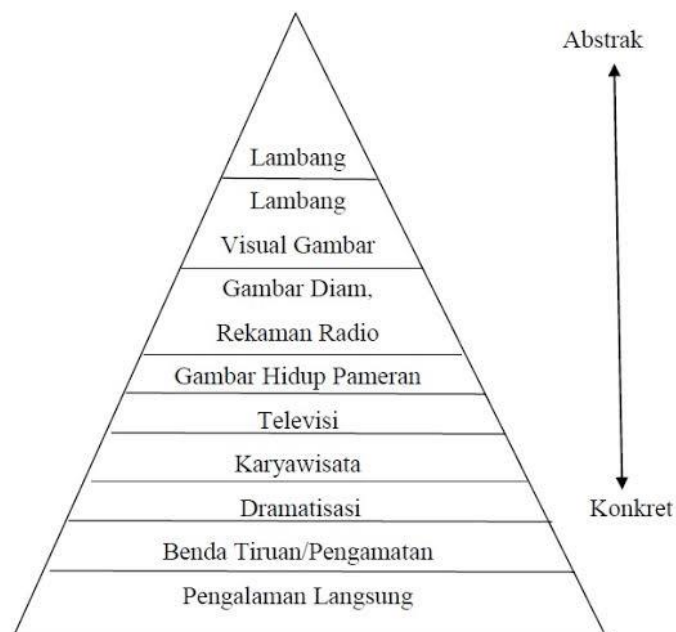 Abstrak
Lambang
Lambang
Visual Gambar
Gambar Diam,
Rekaman Radio
Gambar Hidup Pameran
Televisi
Karyawisata
Dramatisasi
Konkret
Benda Tiruan/Pengamatan
Pengalaman Langsung